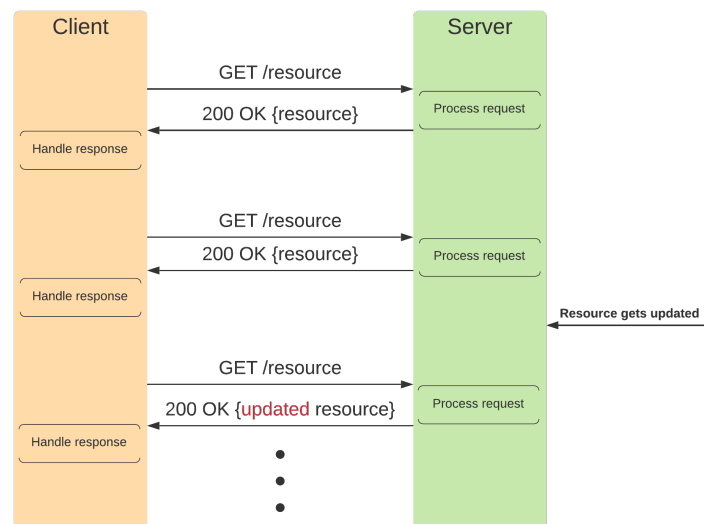 Client
Server
GET /resource
Process request
200 OK {resource}
Handle response
GET /resource
200 OK {resource}
Process request
Handle response
Resource gets updated
GET /resource
Process request
200 OK {updated resource}
Handle response